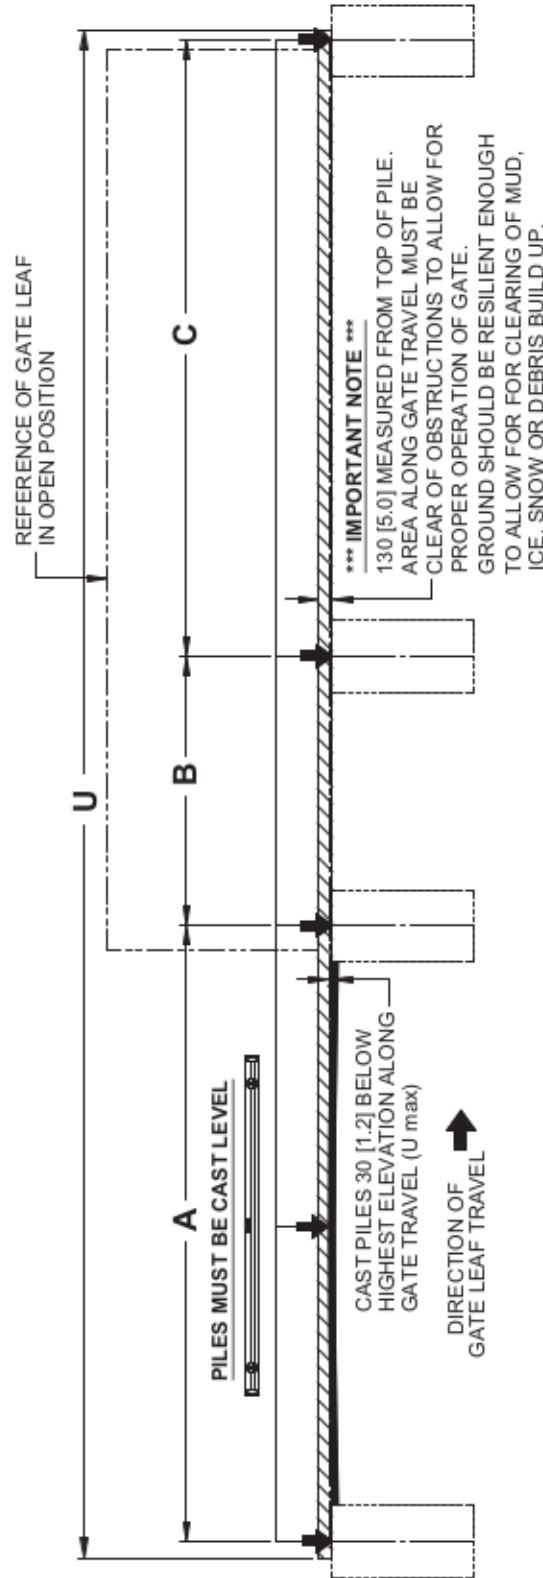 REFERENCE OF GATE LEAF
IN OPEN POSITION
U
A
B
C
PILES MUST BE CAST LEVEL
CAST PILES 30 [1.2] BELOW
HIGHEST ELEVATION ALONG
GATE TRAVEL (U max)
DIRECTION OF
GATE LEAF TRAVEL
*** IMPORTANT NOTE ***
130 [5.0] MEASURED FROM TOP OF PILE.
AREA ALONG GATE TRAVEL MUST BE
CLEAR OF OBSTRUCTIONS TO ALLOW FOR
PROPER OPERATION OF GATE.
GROUND SHOULD BE RESILIENT ENOUGH
TO ALLOW FOR FOR CLEARING OF MUD,
ICE, SNOW OR DEBRIS BUILD UP.